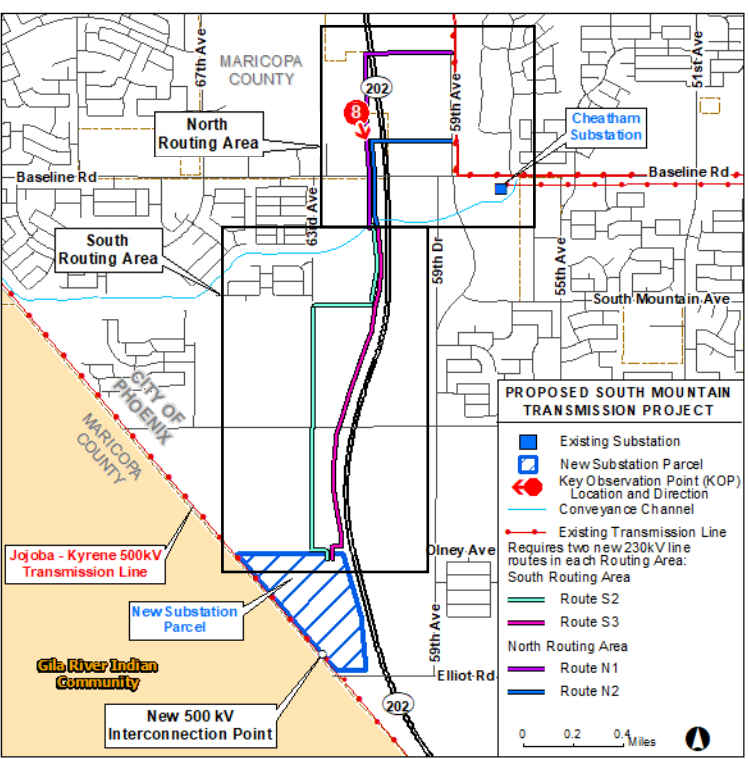 67th Ave
MARICOPA
COUNTY
202
59th Ave
51st Ave
8
North
Routing Area
Cheatham
Substation
Baseline Rd
Baseline Rd
63rd Ave
South
Routing Area
59th Dr
55th Ave
South Mountain Ave
CITY OF
PHOENIX
MARICOPA
COUNTY
PROPOSED SOUTH MOUNTAIN
TRANSMISSION PROJECT
Existing Substation
New Substation Parcel
Key Observation Point (KOP)
Location and Direction
Conveyance Channel
Existing Transmission Line
Requires two new 230kV line
routes in each Routing Area:
South Routing Area
Route S2
Route S3
North Routing Area
Route N1
Route N2
0 0.2 0.4
Miles
Jojoba - Kyrene 500kV
Transmission Line
Olney Ave
New Substation
Parcel
59th Ave
Gila River Indian
Community
Elliot Rd
New 500 kV
Interconnection Point
202